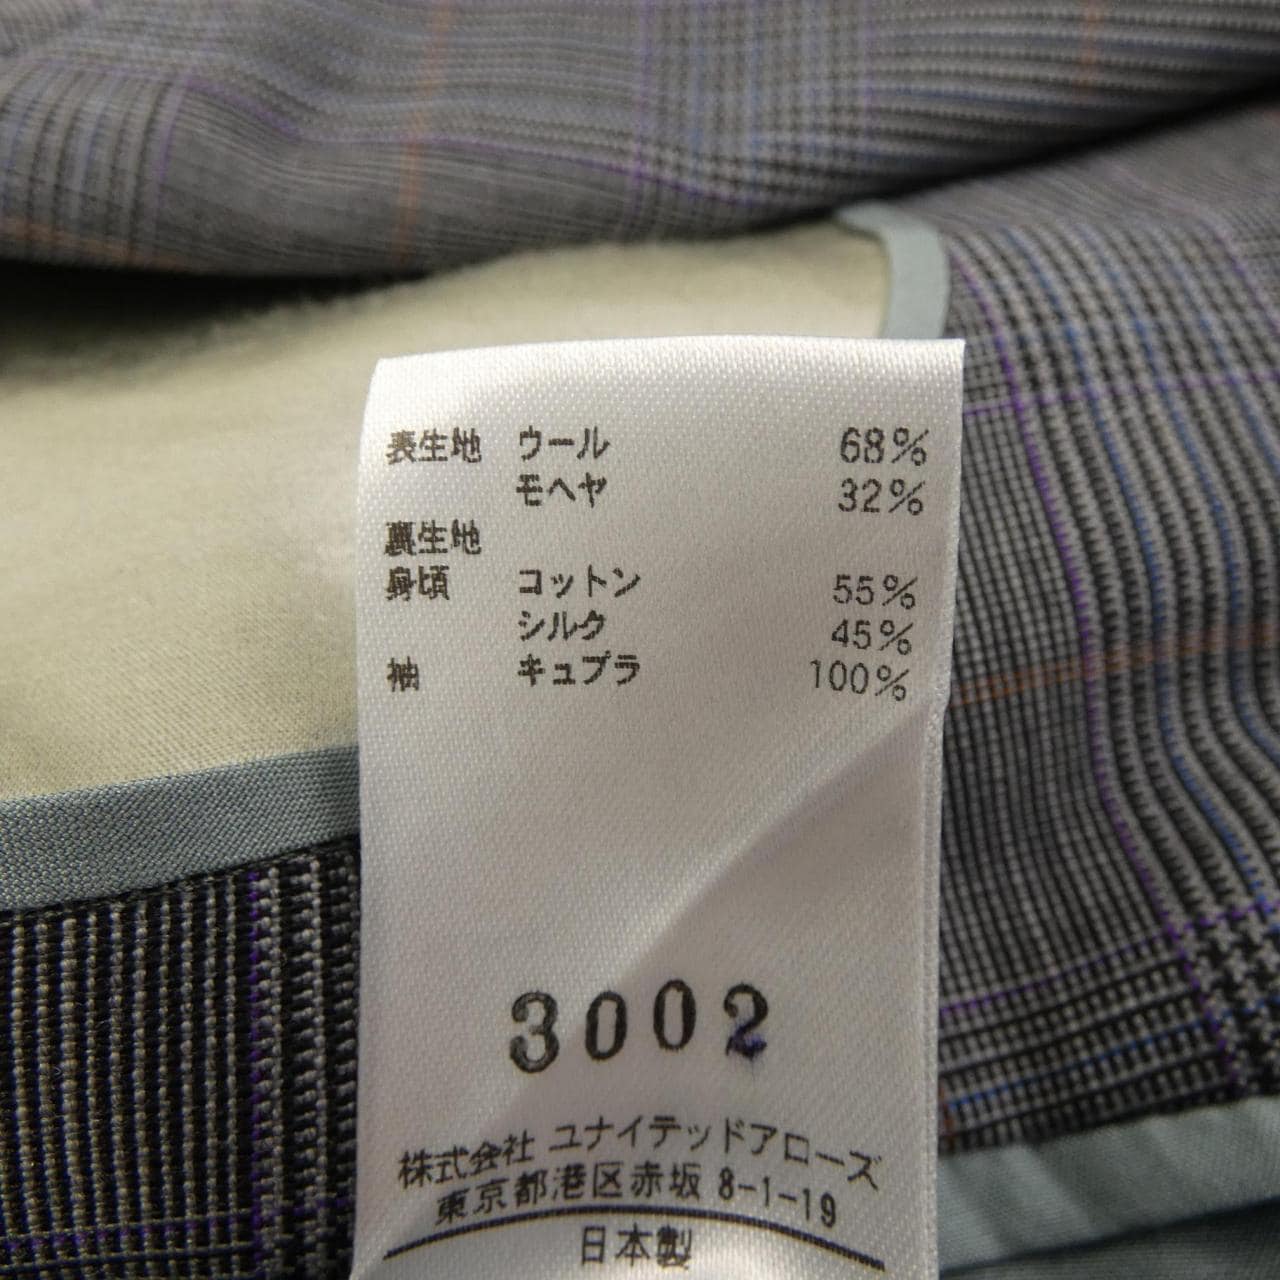 表生地 ウール 68%
モヘヤ 32%
裏生地
身頃 コットン 55%
シルク 45%
袖 キュプラ 100%
3002
株式会社 ユナイテッドアローズ
東京都港区赤坂 8-1-19
日本製